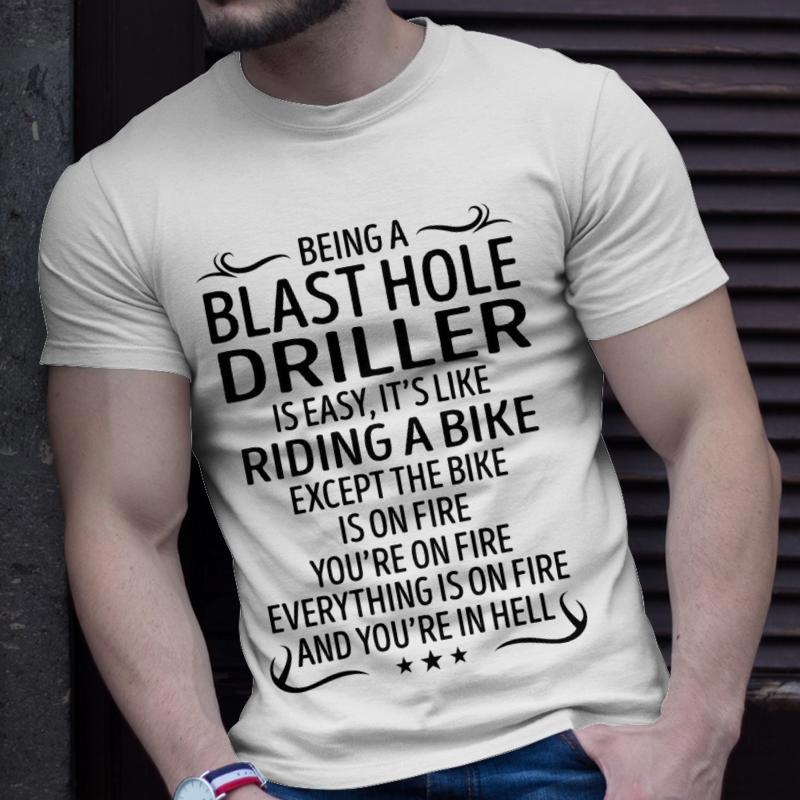 BEING A
BLAST HOLE
DRILLER
IS EASY, IT'S LIKE
RIDING A BIKE
EXCEPT THE BIKE
IS ON FIRE
YOU'RE ON FIRE
EVERYTHING IS ON FIRE
AND YOU'RE IN HELL